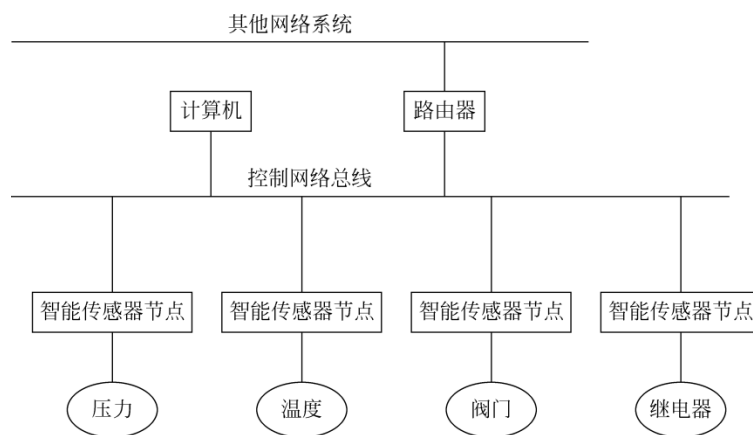 其他网络系统
计算机
路由器
控制网络总线
智能传感器节点
智能传感器节点
智能传感器节点
智能传感器节点
压力
温度
阀门
继电器